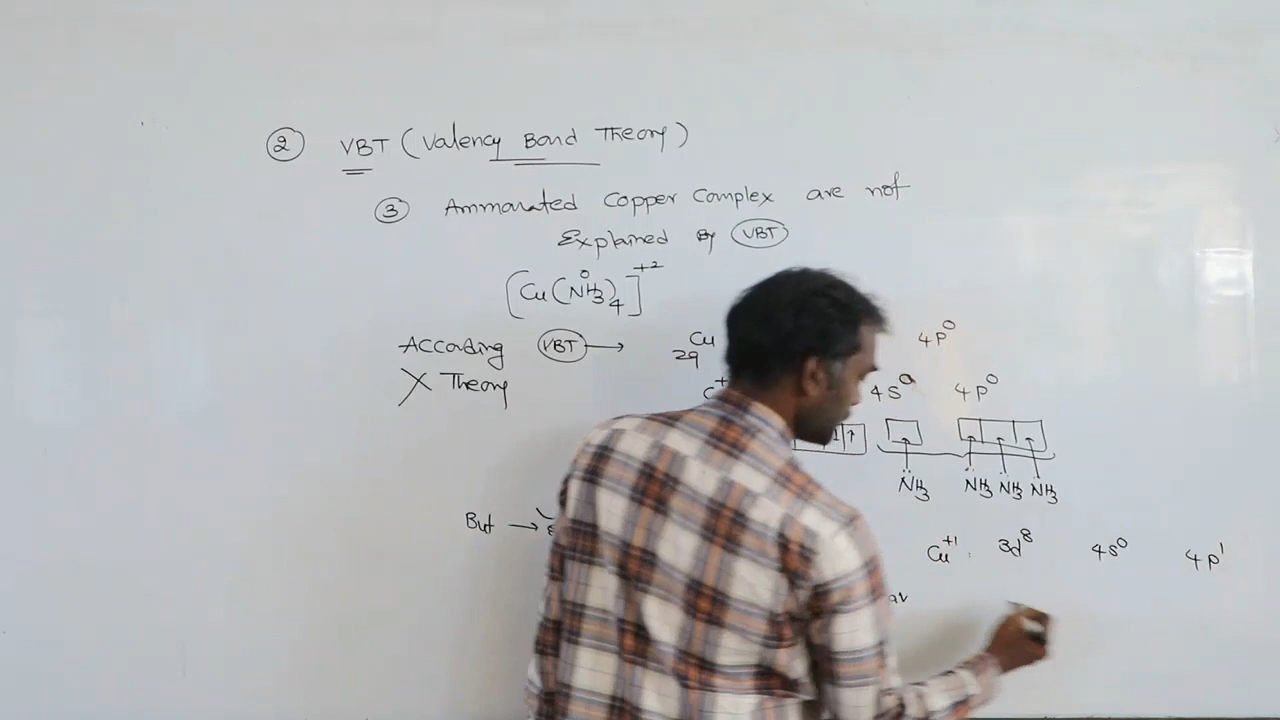 ② VBT (Valency Bond Theory)
③ Ammonated Copper Complex are not
Explained By VBT
[Cu(NH3)4]+2
According VBT → 29Cu 4P0
X Theory 4S0 4P0
NH3 NH3 NH3 NH3
But →
Cu+1 : 3d8 4S0 4P1